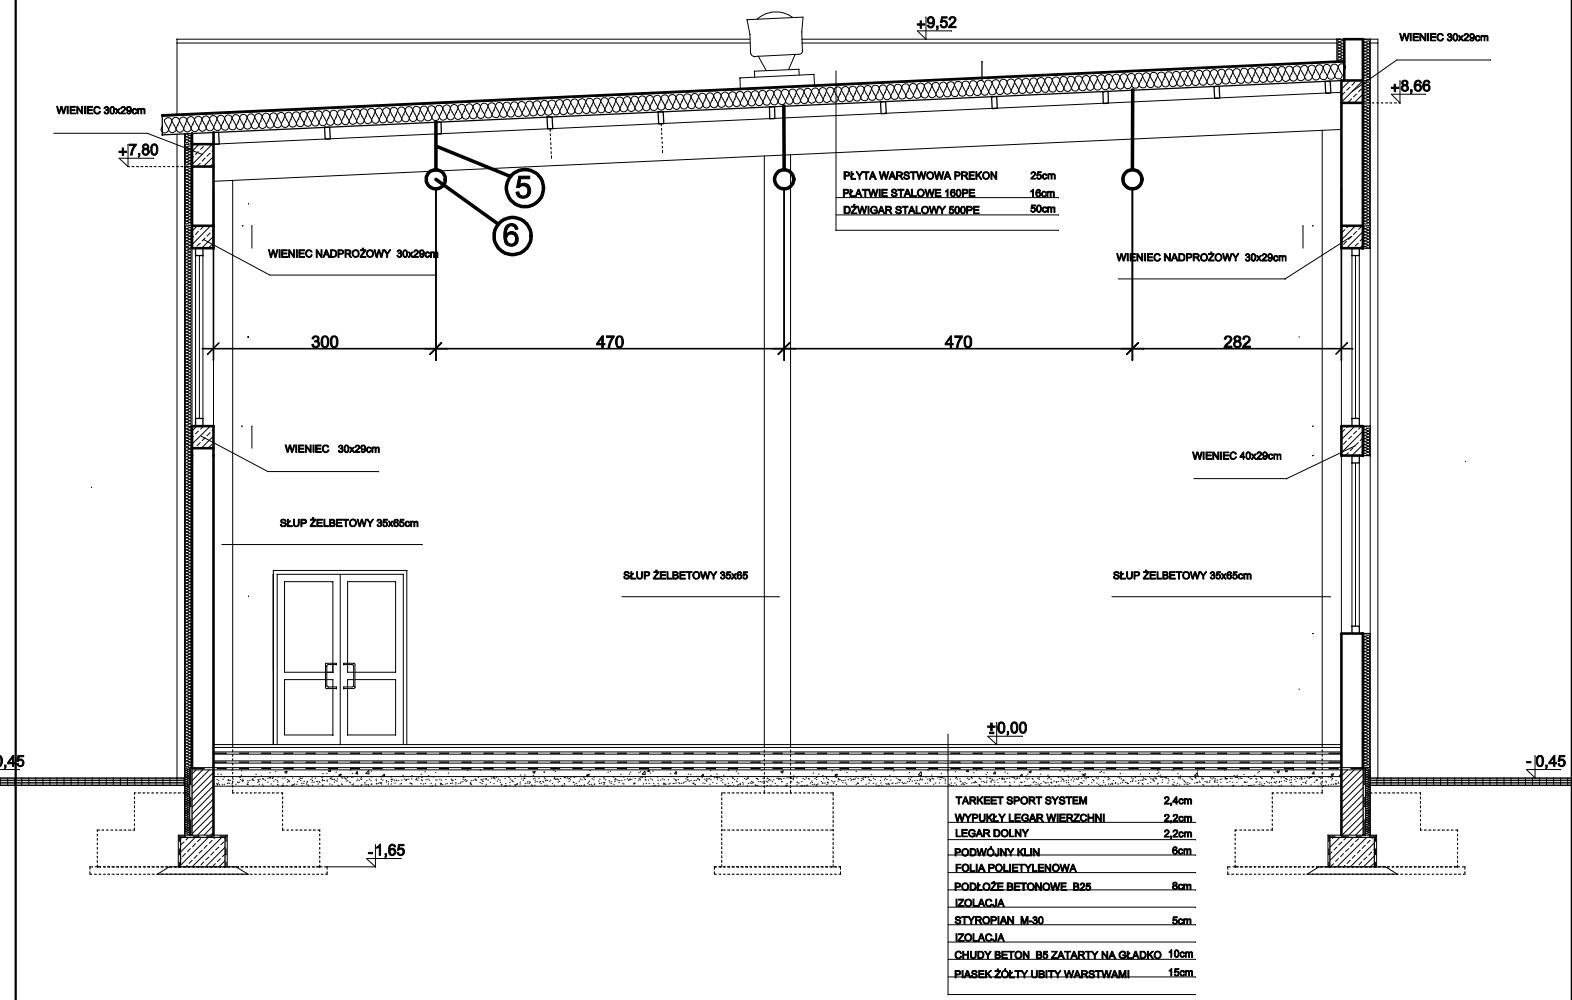 +9,52
WIENIEC 30x29cm
+8,66
WIENIEC 30x29cm
+7,80
5
6
PŁYTA WARSTWOWA PREKON 25cm
PŁATWIE STALOWE 160PE 16cm
DŹWIGAR STALOWY 500PE 50cm
WIENIEC NADPROŻOWY 30x29cm
WIENIEC NADPROŻOWY 30x29cm
300 470 470 282
WIENIEC 30x29cm
WIENIEC 40x29cm
SŁUP ŻELBETOWY 35x65cm
SŁUP ŻELBETOWY 35x65
SŁUP ŻELBETOWY 35x65cm
±0,00
0,45
-0,45
TARKEET SPORT SYSTEM 2,4cm
WYPUKŁY LEGAR WIERZCHNI 2,2cm
LEGAR DOLNY 2,2cm
PODWÓJNY KLIN 6cm
FOLIA POLIETYLENOWA
PODŁOŻE BETONOWE B25 8cm
IZOLACJA
STYROPIAN M-30 5cm
IZOLACJA
CHUDY BETON B5 ZATARTY NA GŁADKO 10cm
PIASEK ŻÓŁTY UBITY WARSTWAMI 15cm
-1,65